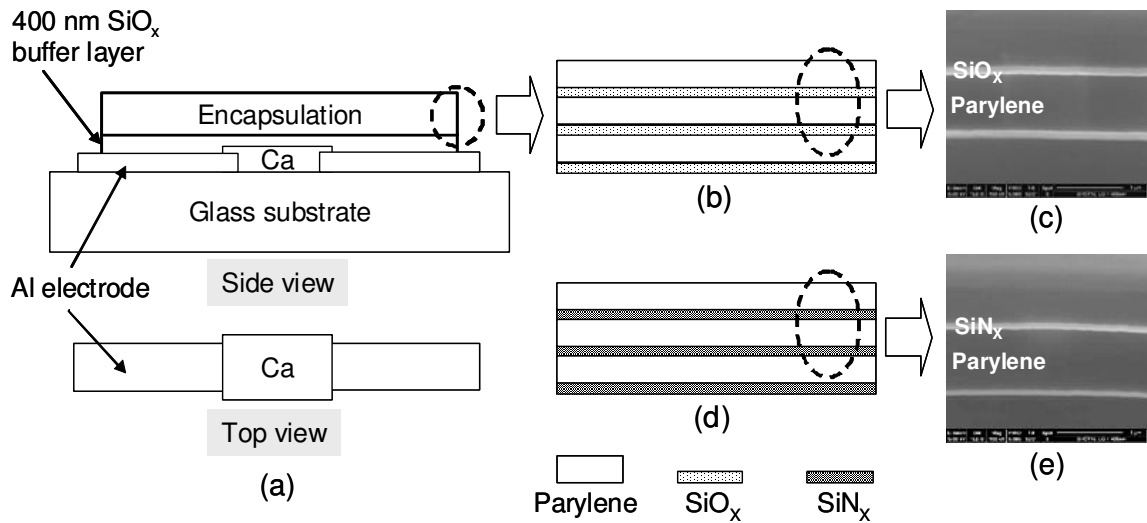 400 nm SiOx
buffer layer
Encapsulation
Ca
Glass substrate
Al electrode
Side view
Ca
Top view
(a)
(b)
SiOx
Parylene
(c)
(d)
SiNx
Parylene
(e)
Parylene
SiOx
SiNx